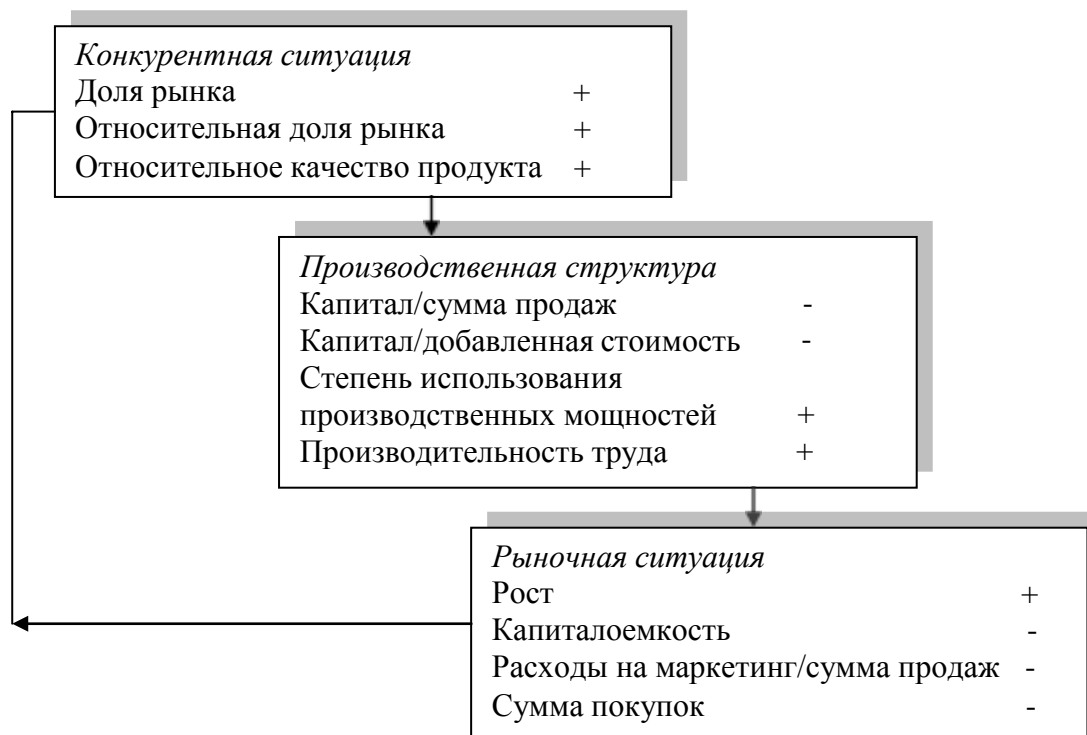 Конкурентная ситуация
Доля рынка +
Относительная доля рынка +
Относительное качество продукта +
Производственная структура
Капитал/сумма продаж -
Капитал/добавленная стоимость -
Степень использования
производственных мощностей +
Производительность труда +
Рыночная ситуация
Рост +
Капиталоемкость -
Расходы на маркетинг/сумма продаж -
Сумма покупок -